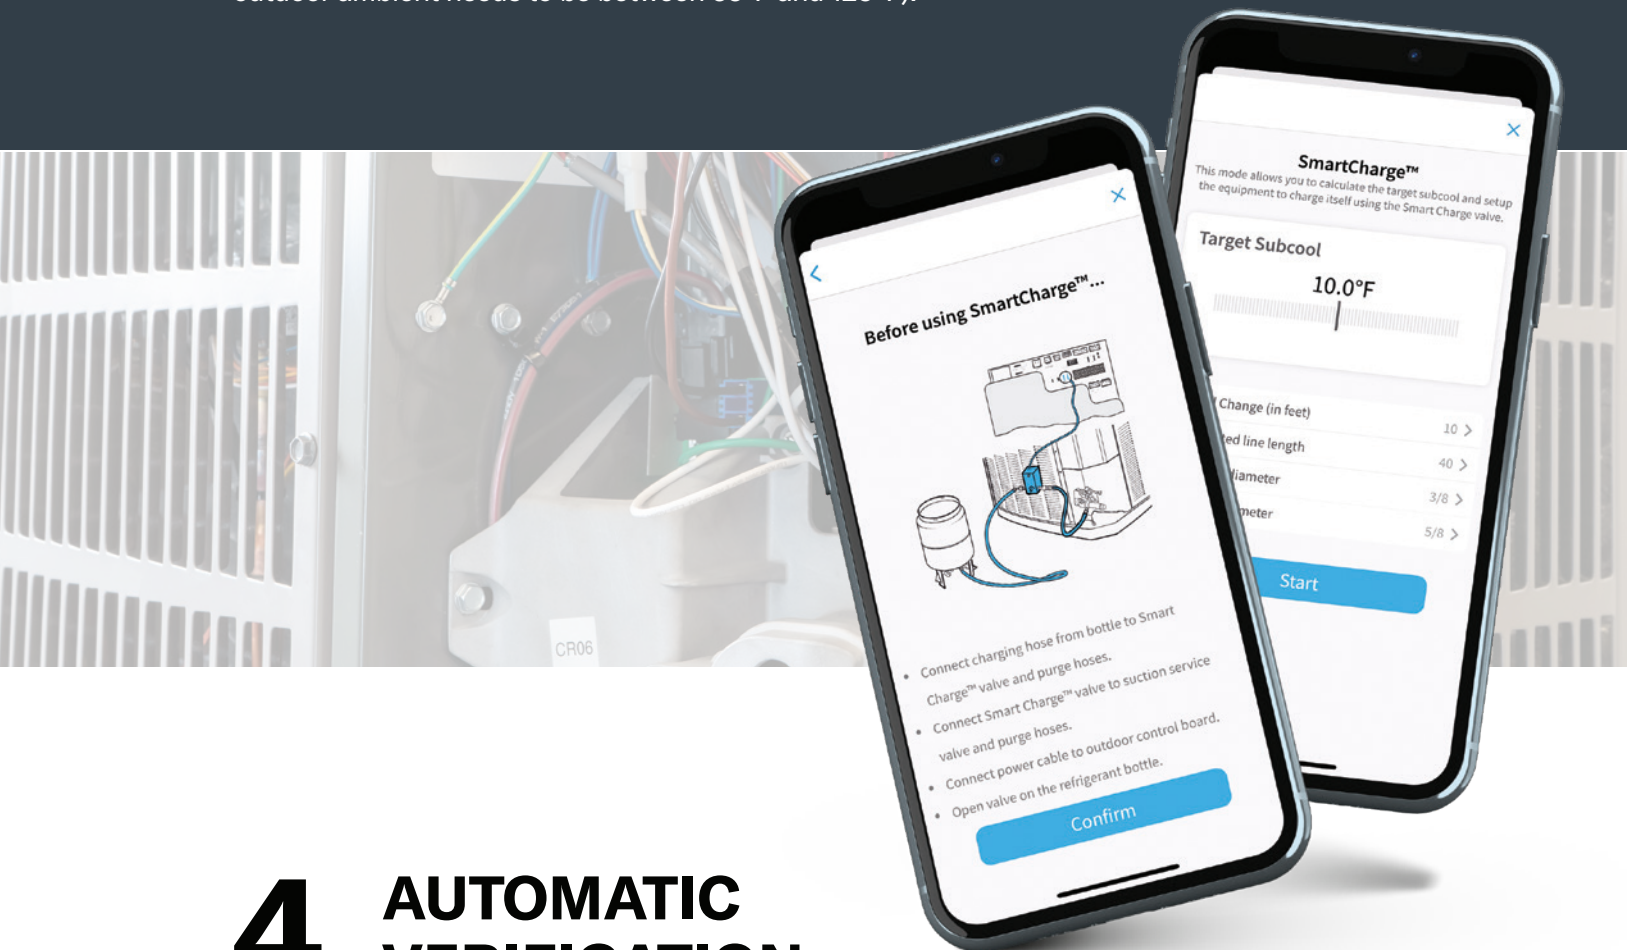 SmartCharge™
This mode allows you to calculate the target subcool and setup
the equipment to charge itself using the Smart Charge valve.
Target Subcool
10.0°F
Change (in feet)
10
line length
40
3/8
5/8
Start
Before using SmartCharge™...
• Connect charging hose from bottle to Smart
Charge™ valve and purge hoses.
• Connect Smart Charge™ valve to suction service
valve and purge hoses.
• Connect power cable to outdoor control board.
• Open valve on the refrigerant bottle.
Confirm
CR06
4 AUTOMATIC
VERIFICATION